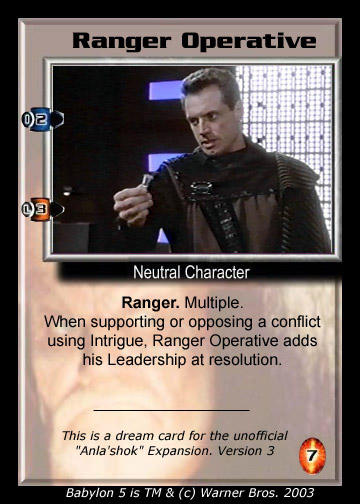 Ranger Operative
I 2
L 3
Neutral Character
Ranger. Multiple.
When supporting or opposing a conflict
using Intrigue, Ranger Operative adds
his Leadership at resolution.
This is a dream card for the unofficial
"Anla'shok" Expansion. Version 3
7
Babylon 5 is TM & (c) Warner Bros. 2003